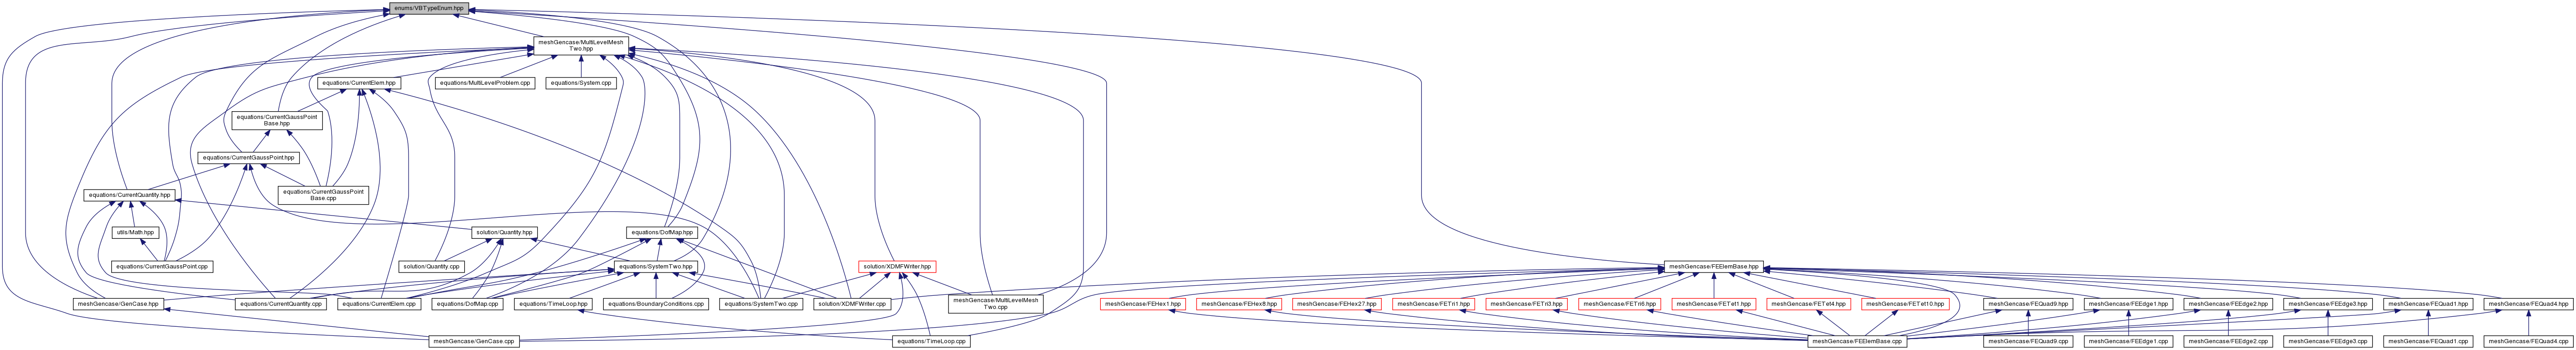 enums/VBTypeEnum.hpp
meshGencase/MultiLevelMesh
Two.hpp
equations/CurrentElem.hpp
equations/MultiLevelProblem.cpp
equations/System.cpp
equations/CurrentGaussPoint
Base.hpp
equations/CurrentGaussPoint.hpp
equations/CurrentQuantity.hpp
equations/CurrentGaussPoint
Base.cpp
utils/Math.hpp
solution/Quantity.hpp
equations/DofMap.hpp
equations/CurrentGaussPoint.cpp
solution/Quantity.cpp
equations/SystemTwo.hpp
solution/XDMFWriter.hpp
meshGencase/FEElemBase.hpp
meshGencase/GenCase.hpp
equations/CurrentQuantity.cpp
equations/CurrentElem.cpp
equations/DofMap.cpp
equations/TimeLoop.hpp
equations/BoundaryConditions.cpp
equations/SystemTwo.cpp
solution/XDMFWriter.cpp
meshGencase/MultiLevelMesh
Two.cpp
meshGencase/FEHex1.hpp
meshGencase/FEHex8.hpp
meshGencase/FEHex27.hpp
meshGencase/FETri1.hpp
meshGencase/FETri3.hpp
meshGencase/FETri6.hpp
meshGencase/FETet1.hpp
meshGencase/FETet4.hpp
meshGencase/FETet10.hpp
meshGencase/FEQuad9.hpp
meshGencase/FEEdge1.hpp
meshGencase/FEEdge2.hpp
meshGencase/FEEdge3.hpp
meshGencase/FEQuad1.hpp
meshGencase/FEQuad4.hpp
meshGencase/GenCase.cpp
equations/TimeLoop.cpp
meshGencase/FEElemBase.cpp
meshGencase/FEQuad9.cpp
meshGencase/FEEdge1.cpp
meshGencase/FEEdge2.cpp
meshGencase/FEEdge3.cpp
meshGencase/FEQuad1.cpp
meshGencase/FEQuad4.cpp